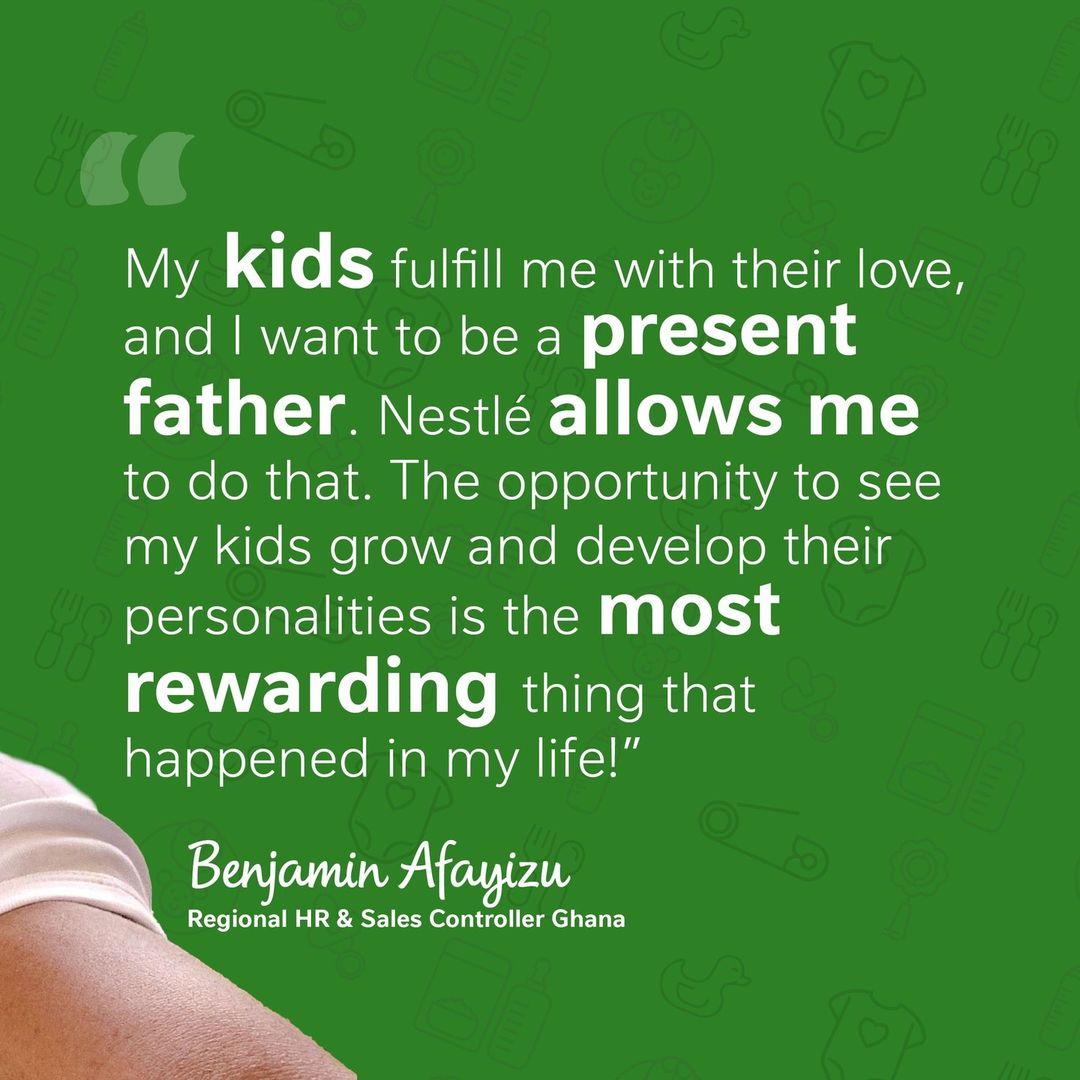 “
My kids fulfill me with their love,
and I want to be a present
father. Nestlé allows me
to do that. The opportunity to see
my kids grow and develop their
personalities is the most
rewarding thing that
happened in my life!”
Benjamin Afayizu
Regional HR & Sales Controller Ghana